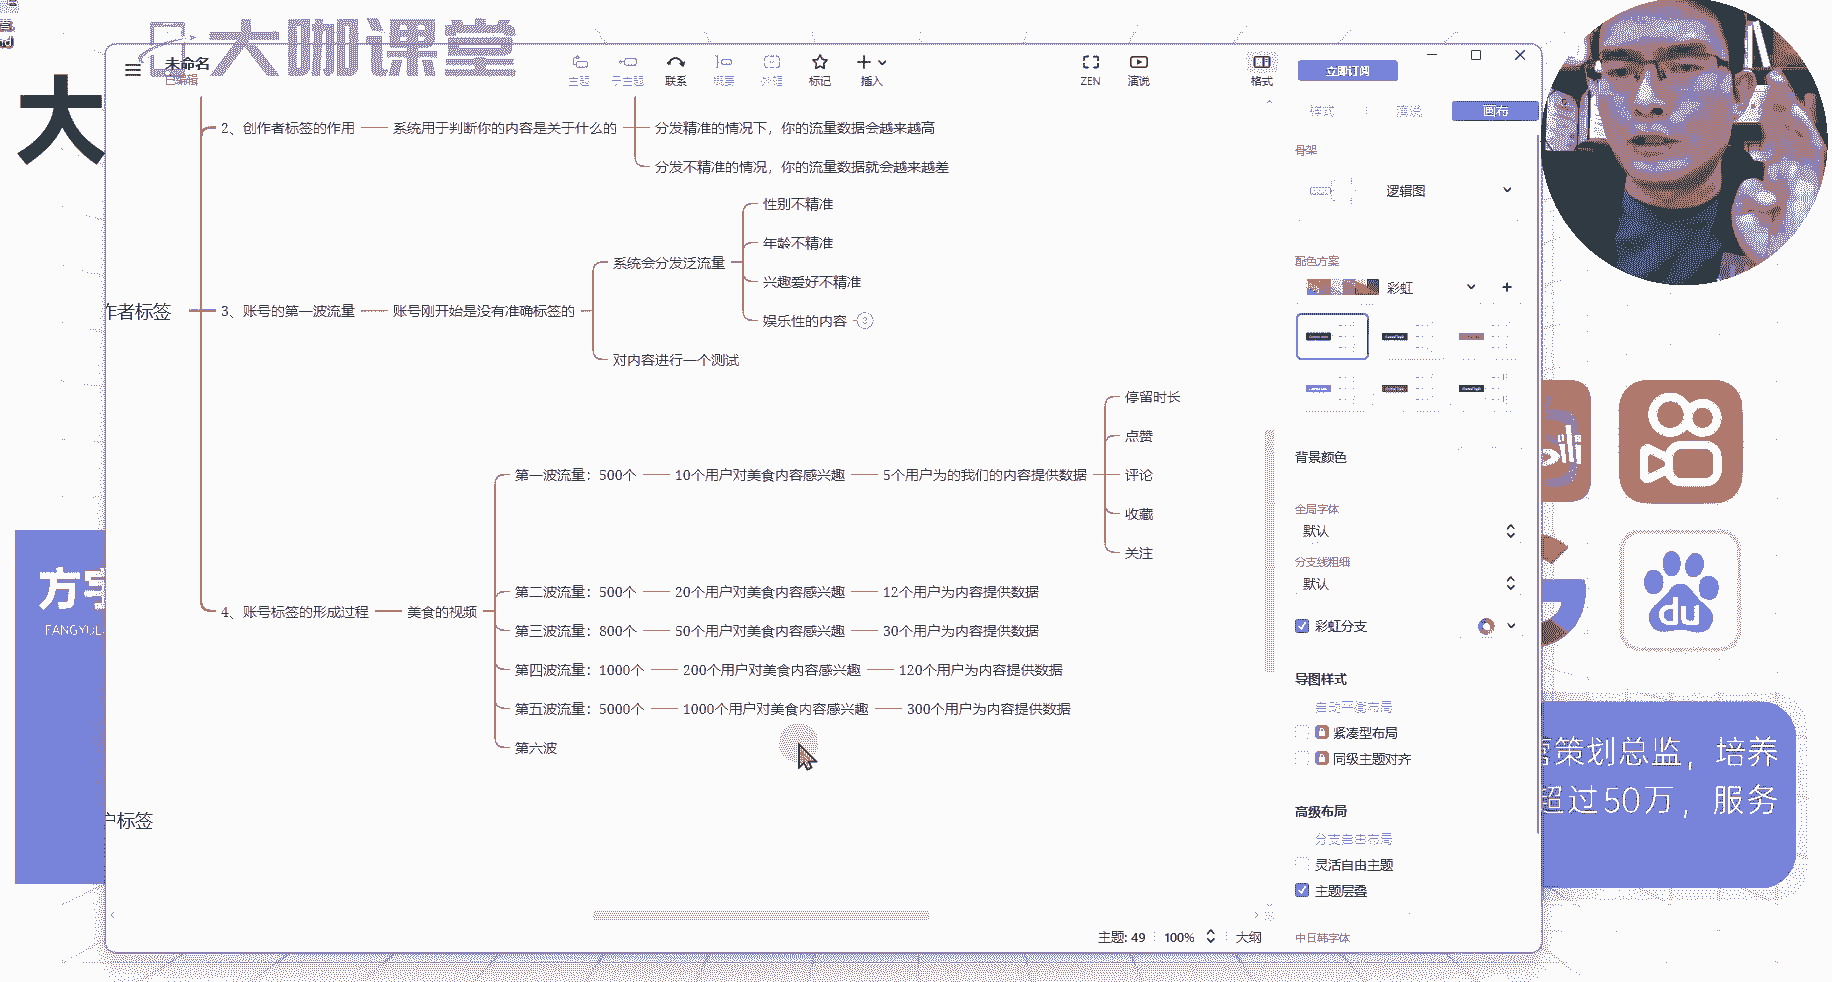 大咖课堂
大
未命名
已编辑
主题
子主题
联系
概要
外框
标记
插入
ZEN
演说
格式
立即订阅
样式
演说
画布
2、创作者标签的作用
系统用于判断你的内容是关于什么的
分发精准的情况下，你的流量数据会越来越高
分发不精准的情况，你的流量数据就会越来越差
作者标签
3、账号的第一波流量
账号刚开始是没有准确标签的
系统会分发泛流量
性别不精准
年龄不精准
兴趣爱好不精准
娱乐性的内容
对内容进行一个测试
4、账号标签的形成过程
美食的视频
第一波流量：500个
10个用户对美食内容感兴趣
5个用户为的我们的内容提供数据
停留时长
点赞
评论
收藏
关注
第二波流量：500个
20个用户对美食内容感兴趣
12个用户为内容提供数据
第三波流量：800个
50个用户对美食内容感兴趣
30个用户为内容提供数据
第四波流量：1000个
200个用户对美食内容感兴趣
120个用户为内容提供数据
第五波流量：5000个
1000个用户对美食内容感兴趣
300个用户为内容提供数据
第六波
户标签
骨架
逻辑图
配色方案
彩虹
背景颜色
全局字体
默认
分支线粗细
默认
彩虹分支
导图样式
自动平衡布局
紧凑型布局
同级主题对齐
高级布局
分支自由布局
灵活自由主题
主题层叠
中日韩字体
主题: 49
100%
大纲
方
FANGYUE
du
营策划总监，培养
超过50万，服务